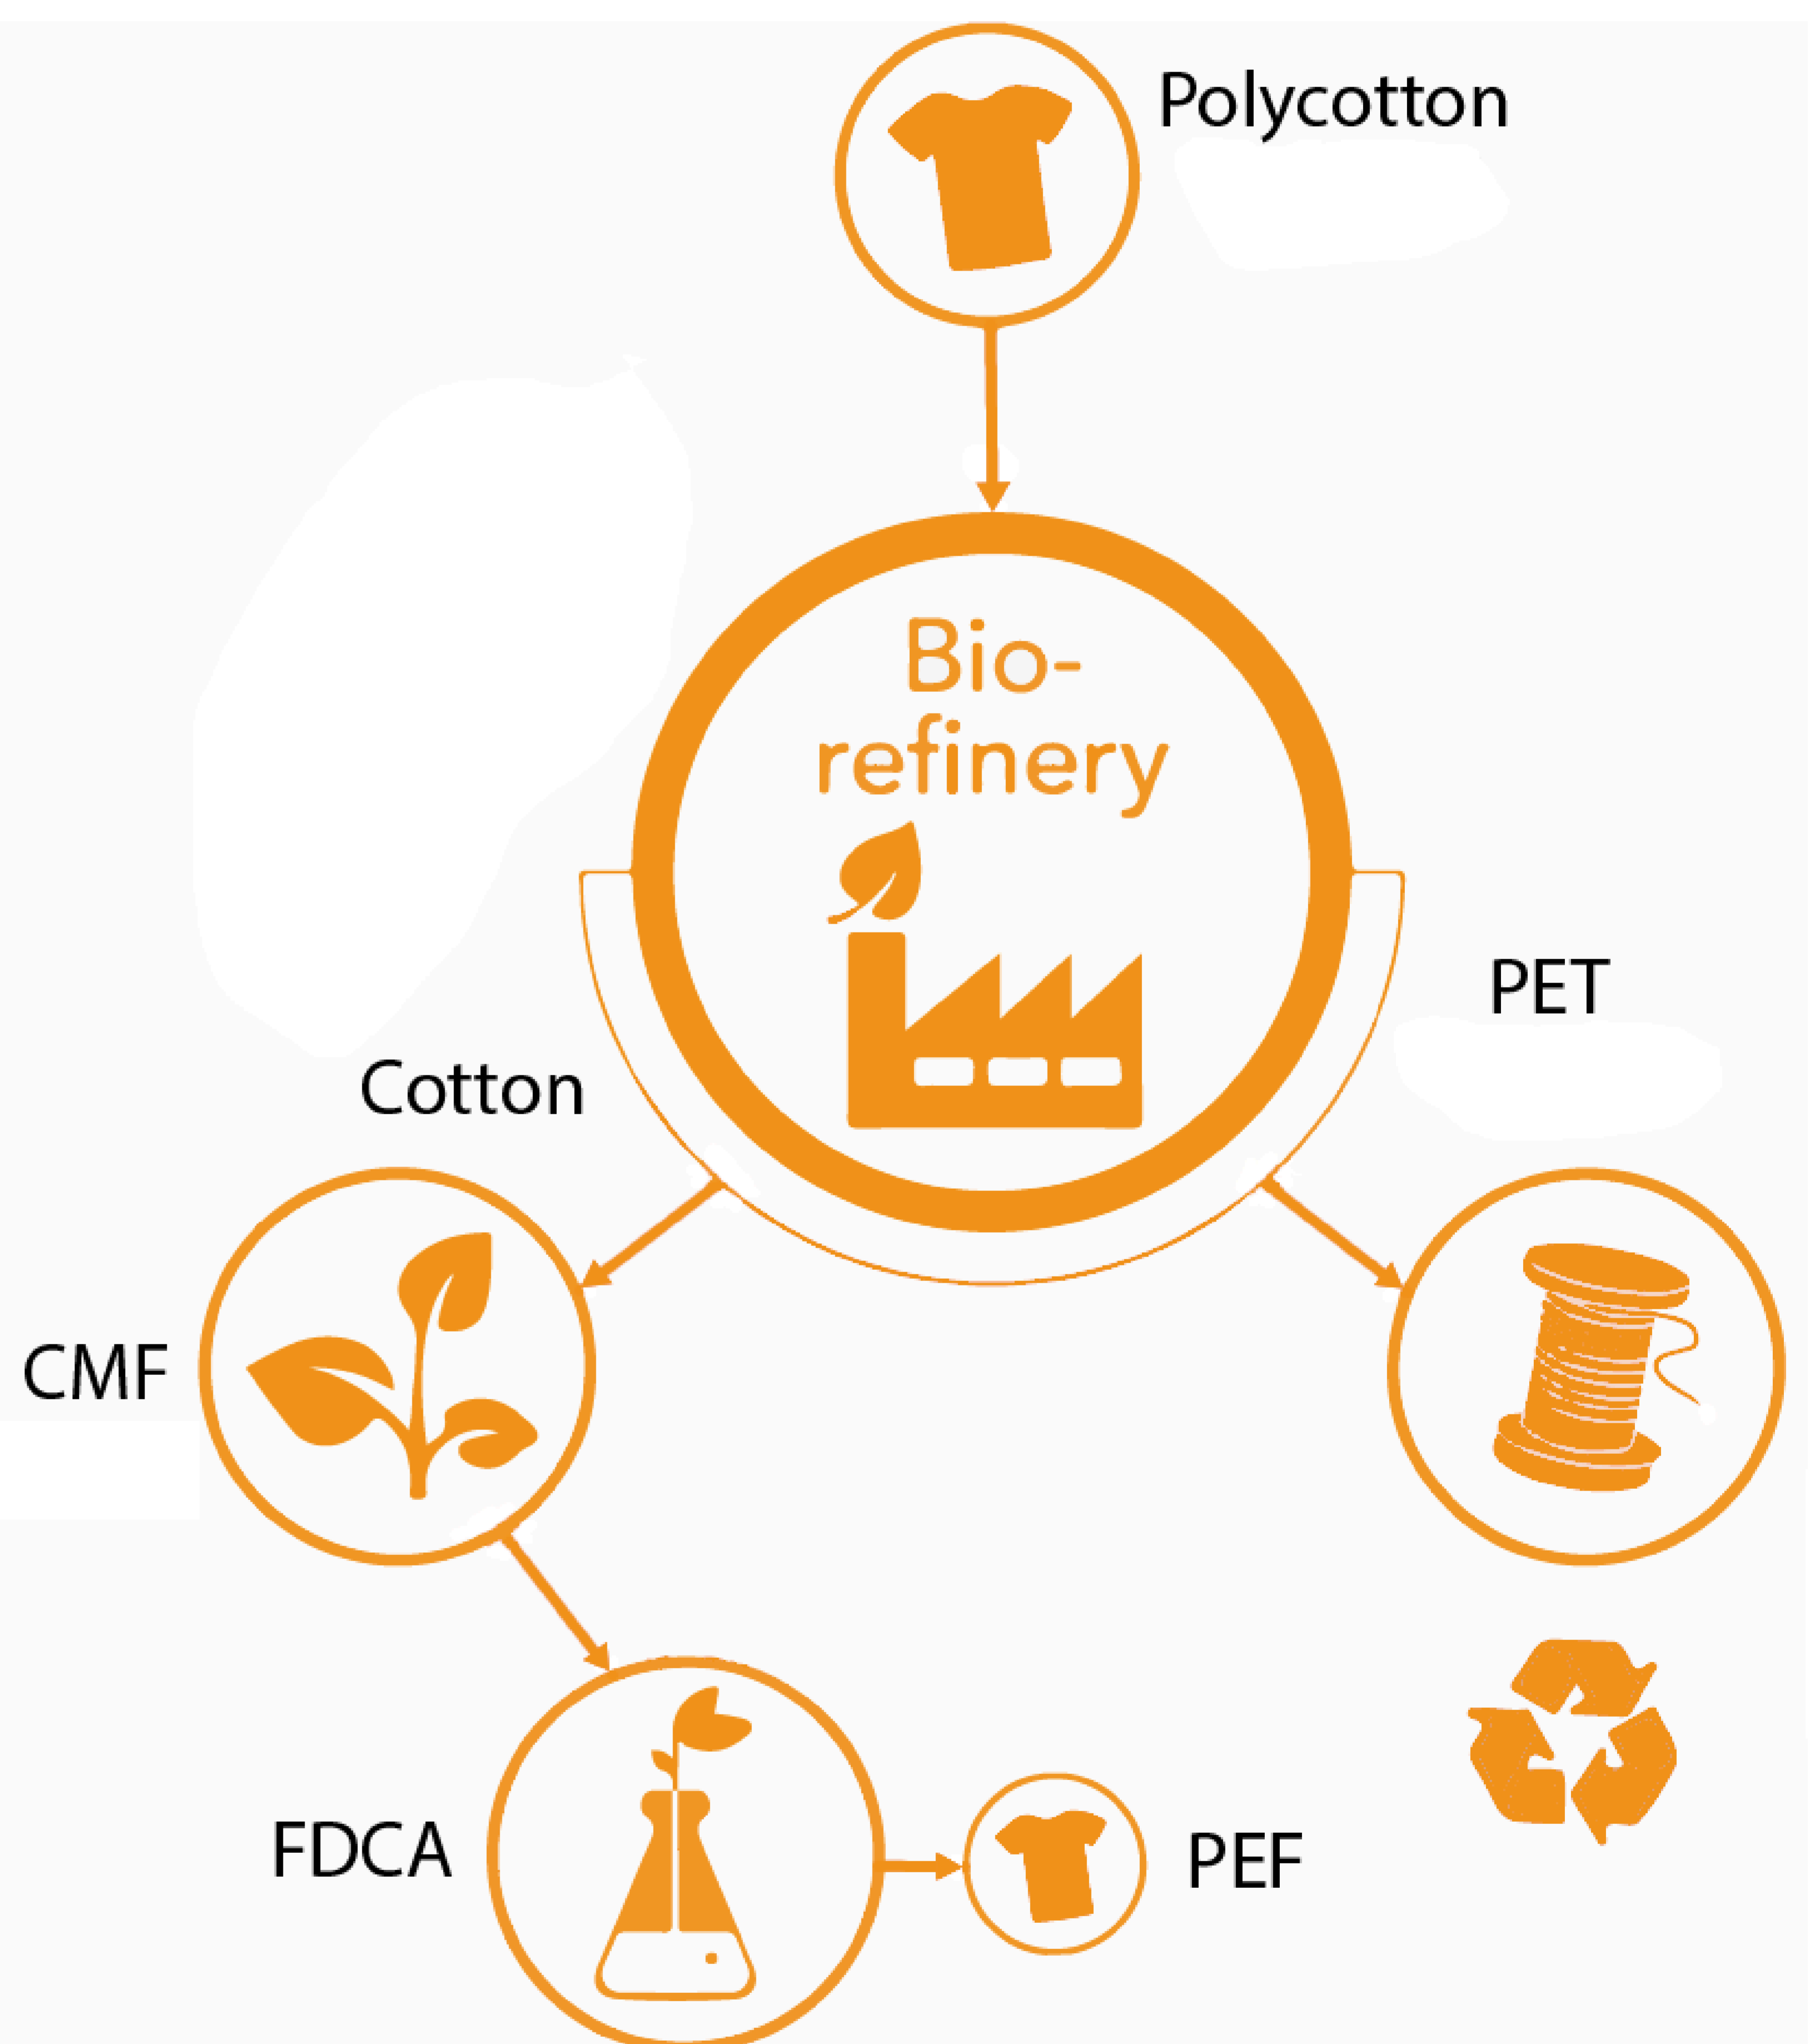 Polycotton
Bio-
refinery
PET
Cotton
CMF
FDCA
PEF